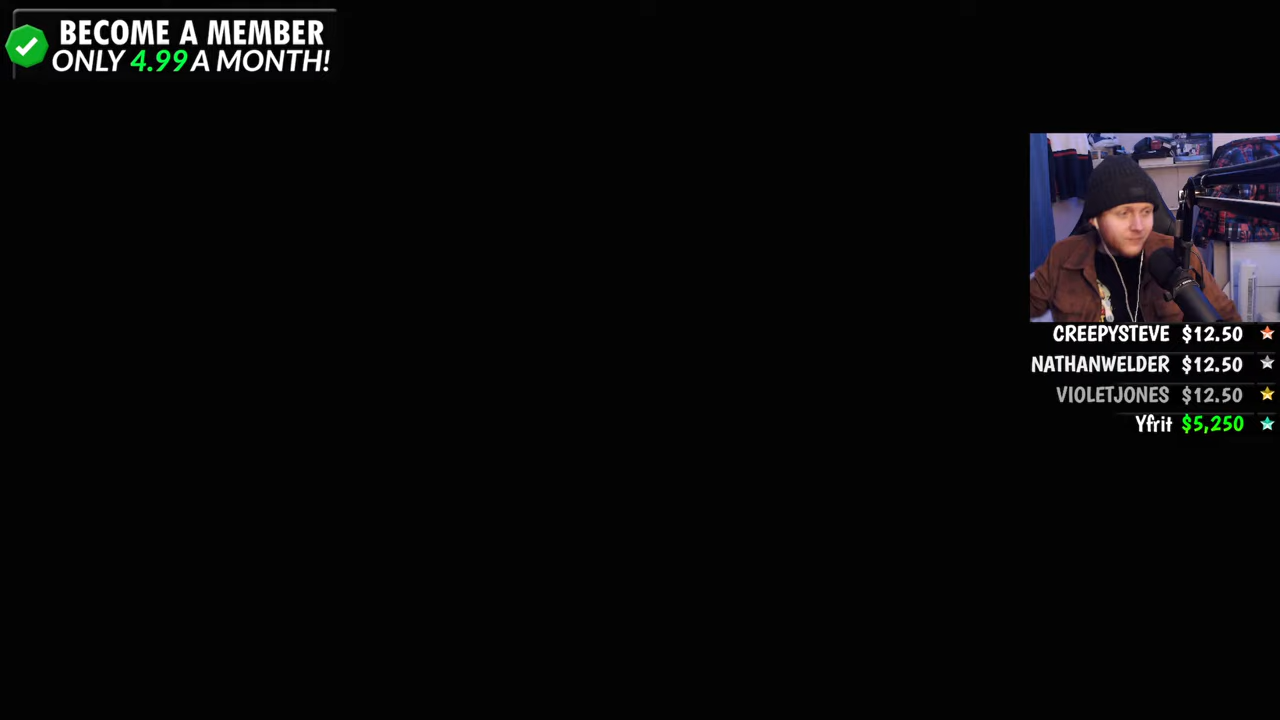 BECOME A MEMBER
ONLY 4.99 A MONTH!
CREEPYSTEVE $12.50
NATHANWELDER $12.50
VIOLETJONES $12.50
Yfrit $5,250